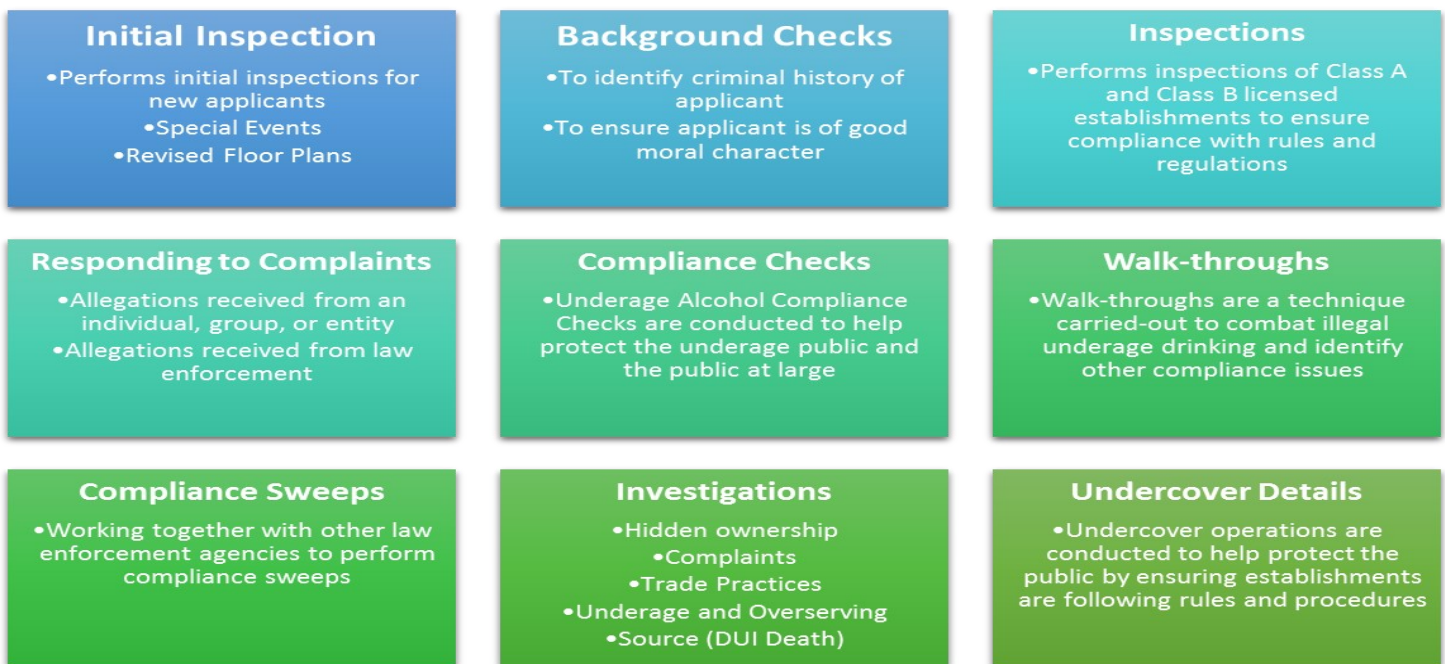 Initial Inspection
•Performs initial inspections for
new applicants
•Special Events
•Revised Floor Plans
Background Checks
•To identify criminal history of
applicant
•To ensure applicant is of good
moral character
Inspections
•Performs inspections of Class A
and Class B licensed
establishments to ensure
compliance with rules and
regulations
Responding to Complaints
•Allegations received from an
individual, group, or entity
•Allegations received from law
enforcement
Compliance Checks
•Underage Alcohol Compliance
Checks are conducted to help
protect the underage public and
the public at large
Walk-throughs
•Walk-throughs are a technique
carried-out to combat illegal
underage drinking and identify
other compliance issues
Compliance Sweeps
•Working together with other law
enforcement agencies to perform
compliance sweeps
Investigations
•Hidden ownership
•Complaints
•Trade Practices
•Underage and Overserving
•Source (DUI Death)
Undercover Details
•Undercover operations are
conducted to help protect the
public by ensuring establishments
are following rules and procedures